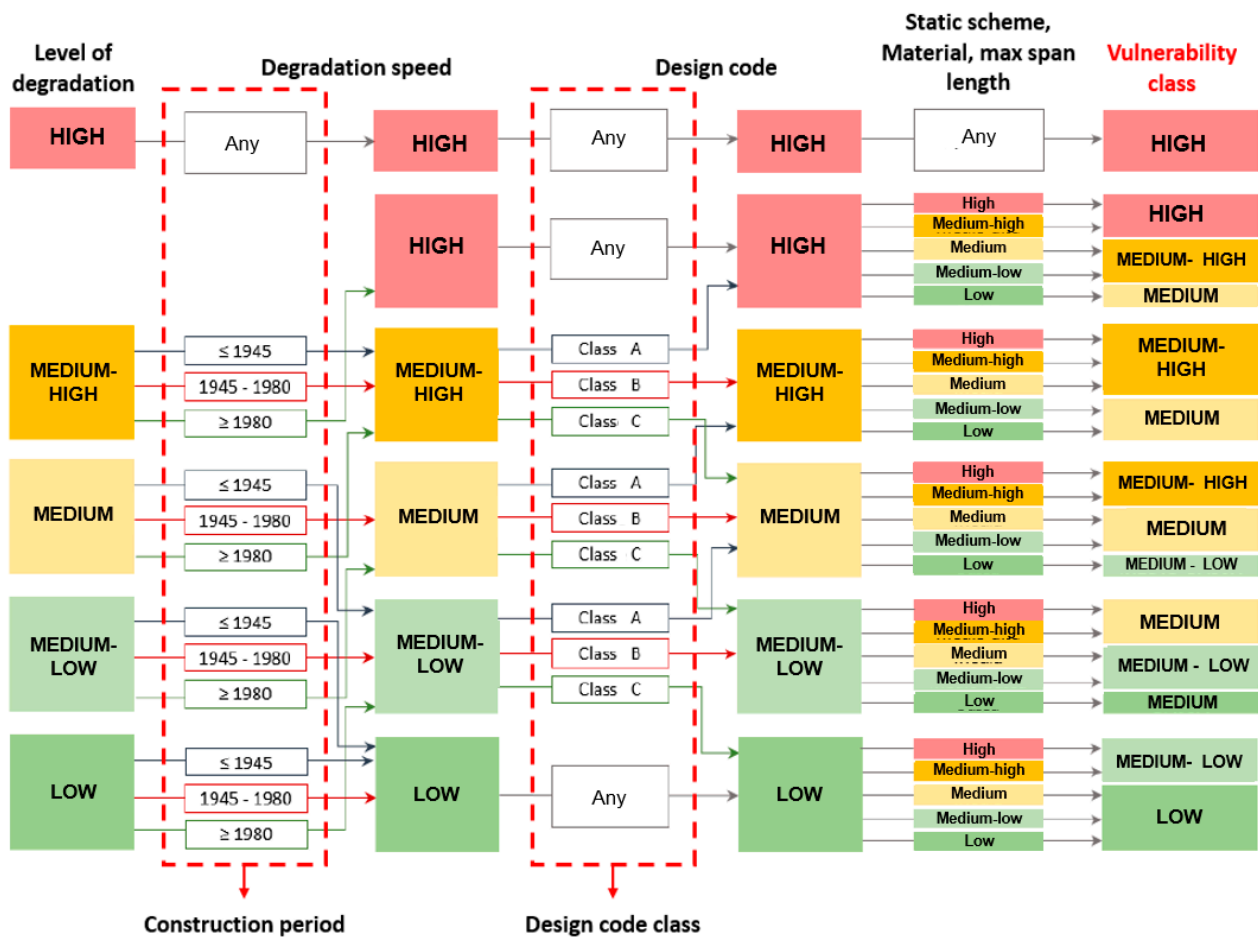 Level of
degradation
Degradation speed
Design code
Static scheme,
Material, max span
length
Vulnerability
class
HIGH
Any
HIGH
Any
HIGH
Any
HIGH
HIGH
Any
HIGH
High
Medium-high
Medium
Medium-low
Low
HIGH
MEDIUM- HIGH
MEDIUM
MEDIUM-
HIGH
≤ 1945
1945 - 1980
≥ 1980
MEDIUM-
HIGH
Class A
Class B
Class C
MEDIUM-
HIGH
High
Medium-high
Medium
Medium-low
Low
MEDIUM-
HIGH
MEDIUM
MEDIUM
≤ 1945
1945 - 1980
≥ 1980
MEDIUM
Class A
Class B
Class C
MEDIUM
High
Medium-high
Medium
Medium-low
Low
MEDIUM- HIGH
MEDIUM
MEDIUM - LOW
MEDIUM-
LOW
≤ 1945
1945 - 1980
≥ 1980
MEDIUM-
LOW
Class A
Class B
Class C
MEDIUM-
LOW
High
Medium-high
Medium
Medium-low
Low
MEDIUM
MEDIUM - LOW
MEDIUM
LOW
≤ 1945
1945 - 1980
≥ 1980
LOW
Any
LOW
High
Medium-high
Medium
Medium-low
Low
MEDIUM- LOW
LOW
Construction period
Design code class